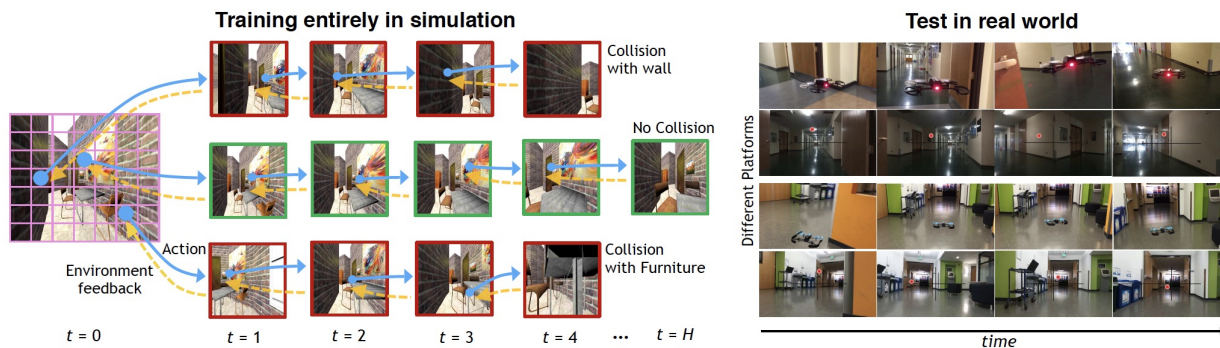 Training entirely in simulation
Test in real world
Collision
with wall
No Collision
Action
Environment
feedback
Collision
with Furniture
t = 0
t = 1
t = 2
t = 3
t = 4
...
t = H
Different Platforms
time